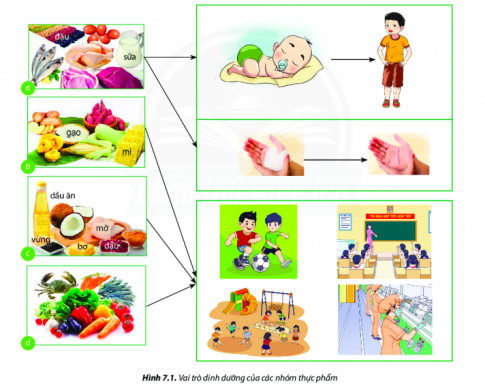 đậu
sữa
a
gạo
mì
b
dầu ăn
mỡ
vừng
bơ
đậu
c
d
Hình 7.1. Vai trò dinh dưỡng của các nhóm thực phẩm